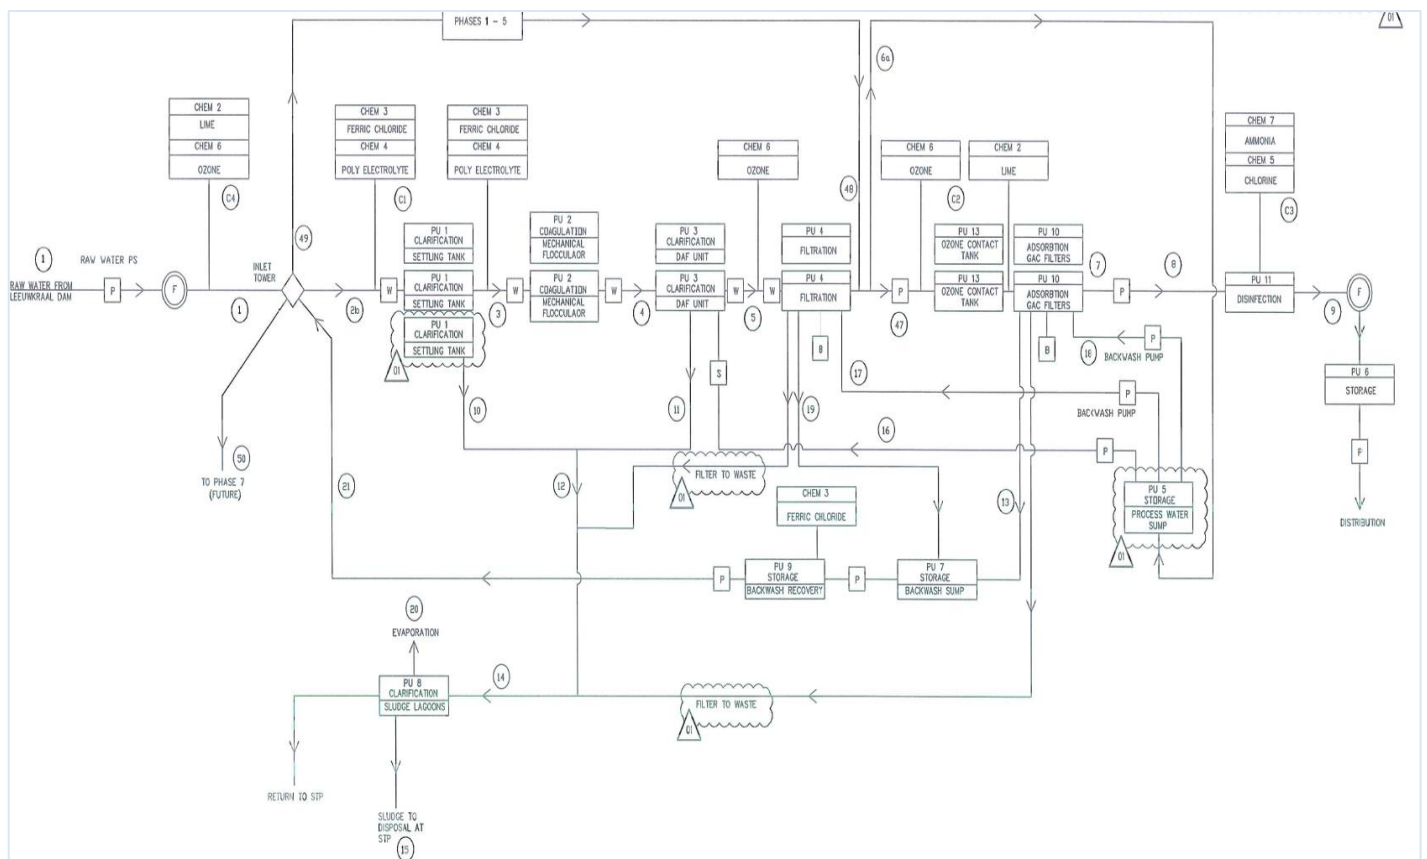 PHASES 1 - 5
01
6a
CHEM 2
LIME
CHEM 6
OZONE
C4
CHEM 3
FERRIC CHLORIDE
CHEM 4
POLY ELECTROLYTE
C1
CHEM 3
FERRIC CHLORIDE
CHEM 4
POLY ELECTROLYTE
CHEM 6
OZONE
48
CHEM 6
OZONE
C2
CHEM 2
LIME
CHEM 7
AMMONIA
CHEM 5
CHLORINE
C3
1
RAW WATER PS
RAW WATER FROM
LEEUWKRAAL DAM
P
F
1
INLET
TOWER
49
2b
W
PU 1
CLARIFICATION
SETTLING TANK
PU 1
CLARIFICATION
SETTLING TANK
PU 1
CLARIFICATION
SETTLING TANK
01
3
W
PU 2
COAGULATION
MECHANICAL
FLOCCULAOR
PU 2
COAGULATION
MECHANICAL
FLOCCULAOR
W
4
PU 3
CLARIFICATION
DAF UNIT
PU 3
CLARIFICATION
DAF UNIT
W
5
W
PU 4
FILTRATION
PU 4
FILTRATION
B
47
P
PU 13
OZONE CONTACT
TANK
PU 13
OZONE CONTACT
TANK
PU 10
ADSORBTION
GAC FILTERS
PU 10
ADSORBTION
GAC FILTERS
B
7
P
8
PU 11
DISINFECTION
9
F
PU 6
STORAGE
P
DISTRIBUTION
18
P
BACKWASH PUMP
17
P
BACKWASH PUMP
S
10
11
19
16
P
50
TO PHASE 7
(FUTURE)
21
12
FILTER TO WASTE
01
CHEM 3
FERRIC CHLORIDE
13
PU 5
STORAGE
PROCESS WATER
SUMP
01
P
PU 9
STORAGE
BACKWASH RECOVERY
P
PU 7
STORAGE
BACKWASH SUMP
20
EVAPORATION
PU 8
CLARIFICATION
SLUDGE LAGOONS
14
FILTER TO WASTE
01
RETURN TO STP
SLUDGE TO
DISPOSAL AT
STP
15